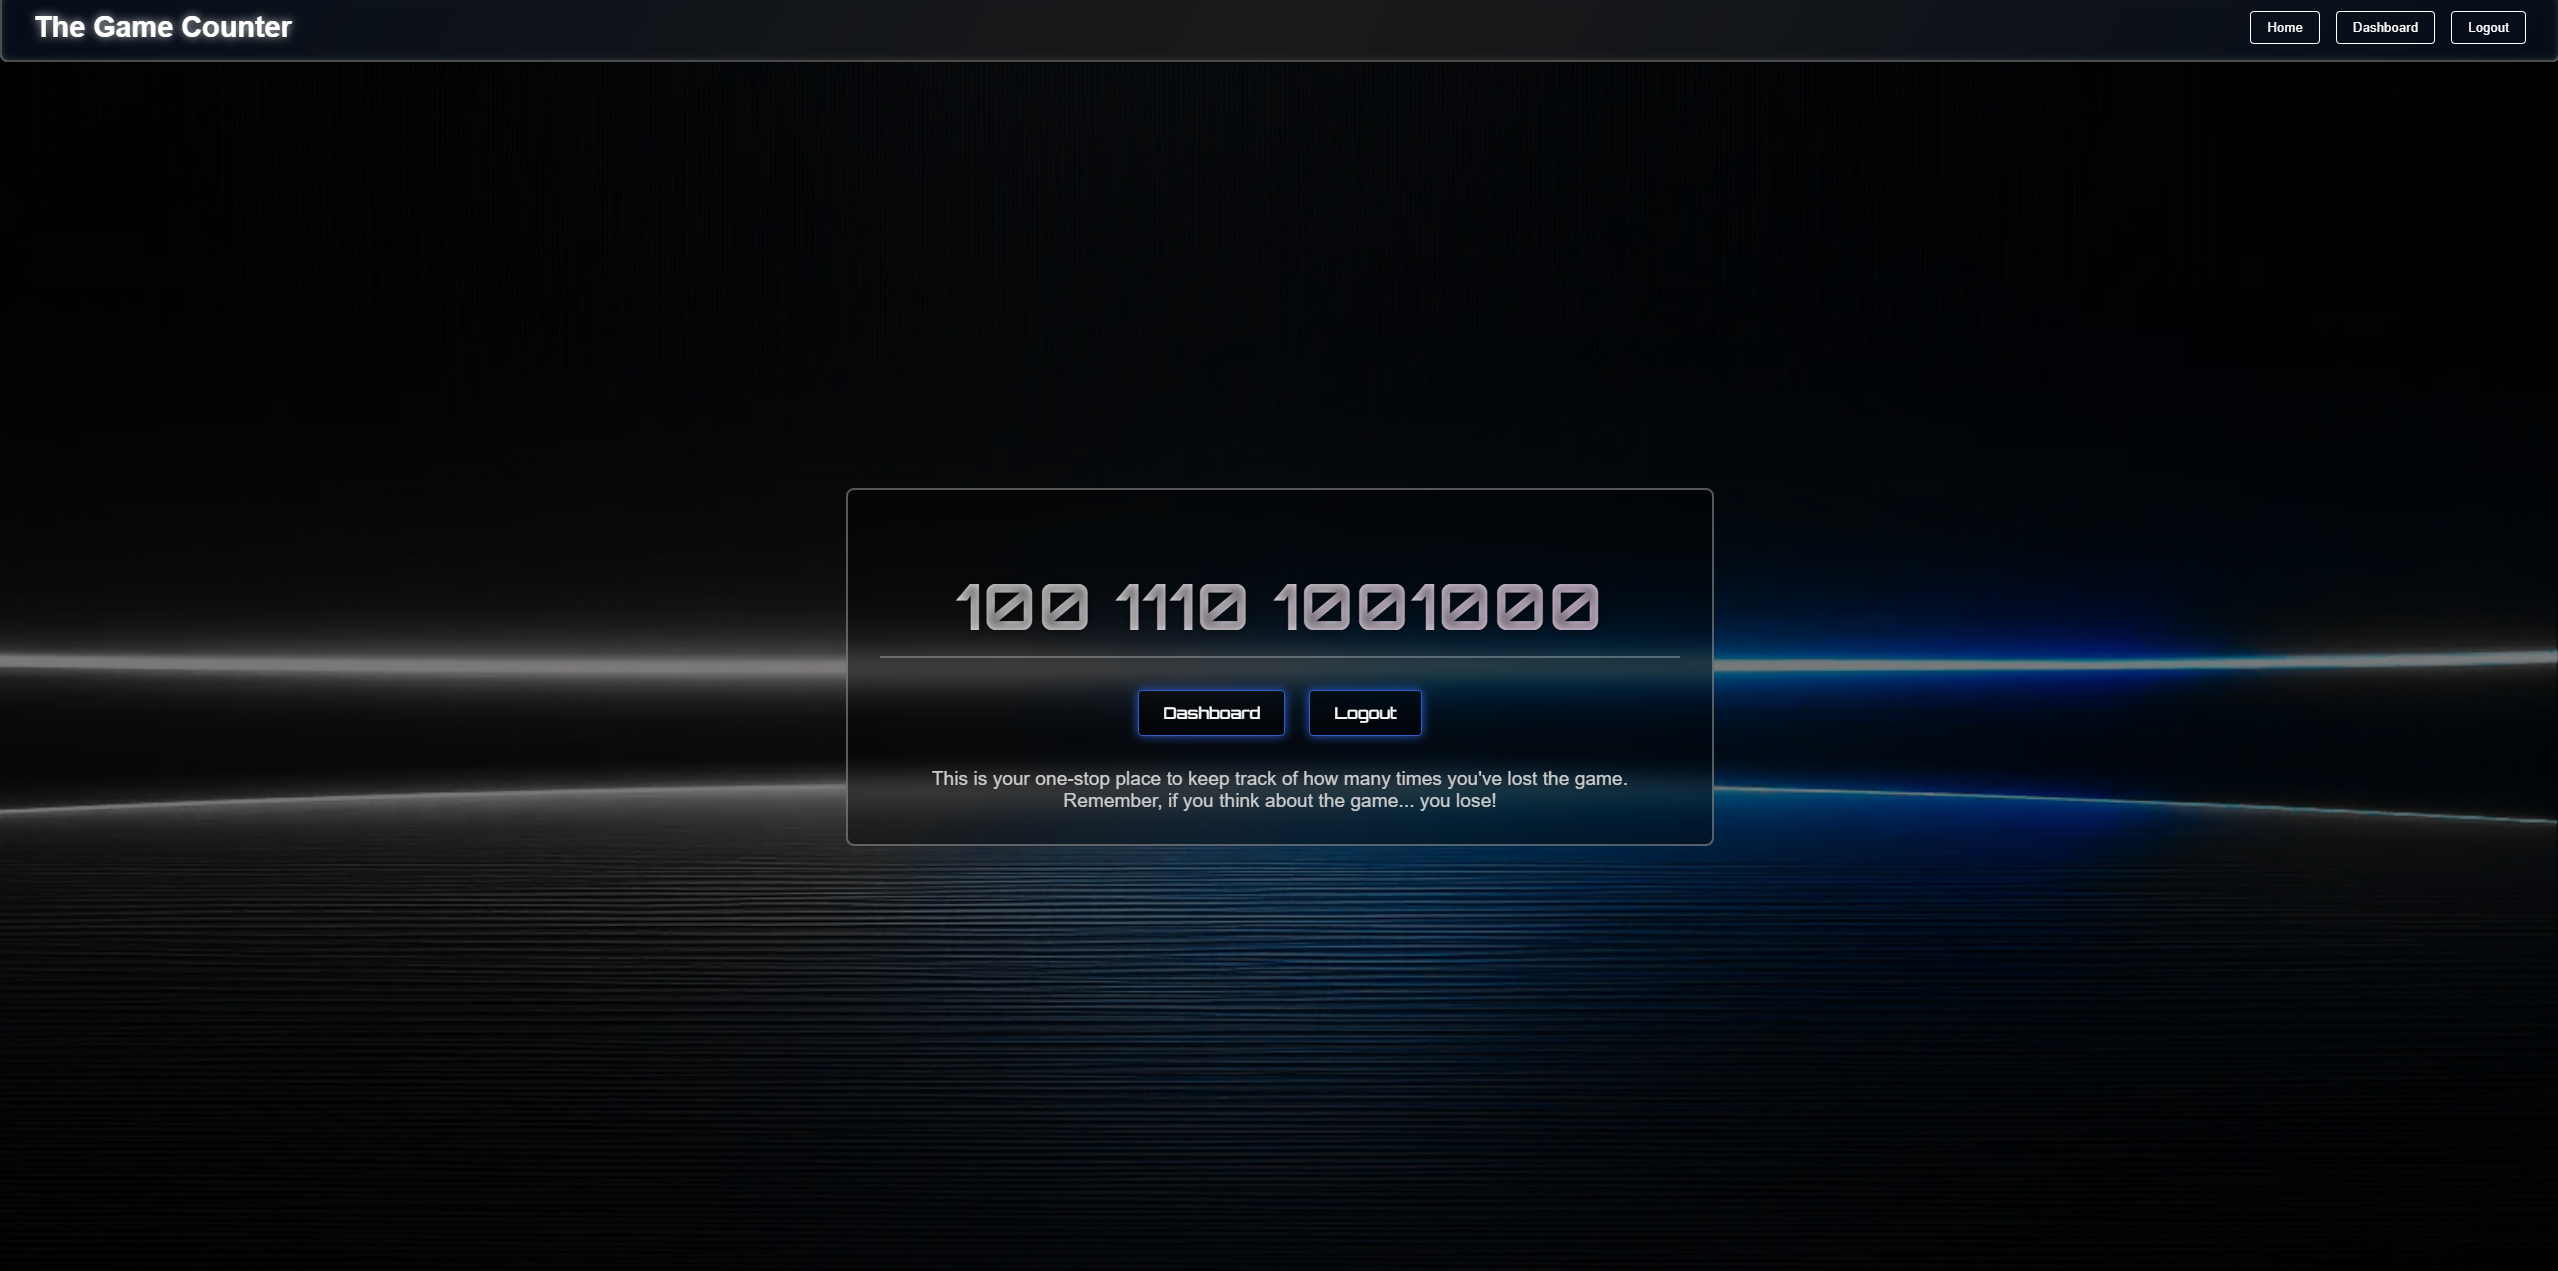 The Game Counter
Home Dashboard Logout
100 1110 1001000
Dashboard Logout
This is your one-stop place to keep track of how many times you've lost the game.
Remember, if you think about the game... you lose!